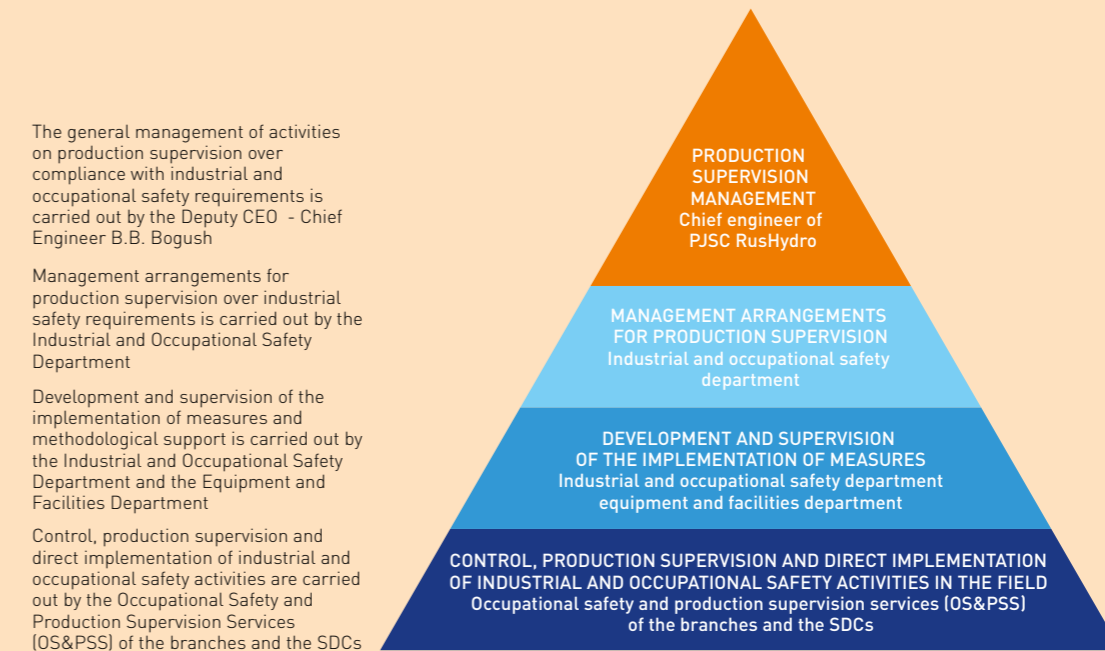 The general management of activities
on production supervision over
compliance with industrial and
occupational safety requirements is
carried out by the Deputy CEO  - Chief
Engineer B.B. Bogush
Management arrangements for
production supervision over industrial
safety requirements is carried out by the
Industrial and Occupational Safety
Department
Development and supervision of the
implementation of measures and
methodological support is carried out by
the Industrial and Occupational Safety
Department and the Equipment and
Facilities Department
Control, production supervision and
direct implementation of industrial and
occupational safety activities are carried
out by the Occupational Safety and
Production Supervision Services
(OS&PSS) of the branches and the SDCs
PRODUCTION
SUPERVISION
MANAGEMENT
Chief engineer of
PJSC RusHydro
MANAGEMENT ARRANGEMENTS
FOR PRODUCTION SUPERVISION
Industrial and occupational safety
department
DEVELOPMENT AND SUPERVISION
OF THE IMPLEMENTATION OF MEASURES
Industrial and occupational safety department
equipment and facilities department
CONTROL, PRODUCTION SUPERVISION AND DIRECT IMPLEMENTATION
OF INDUSTRIAL AND OCCUPATIONAL SAFETY ACTIVITIES IN THE FIELD
Occupational safety and production supervision services (OS&PSS)
of the branches and the SDCs